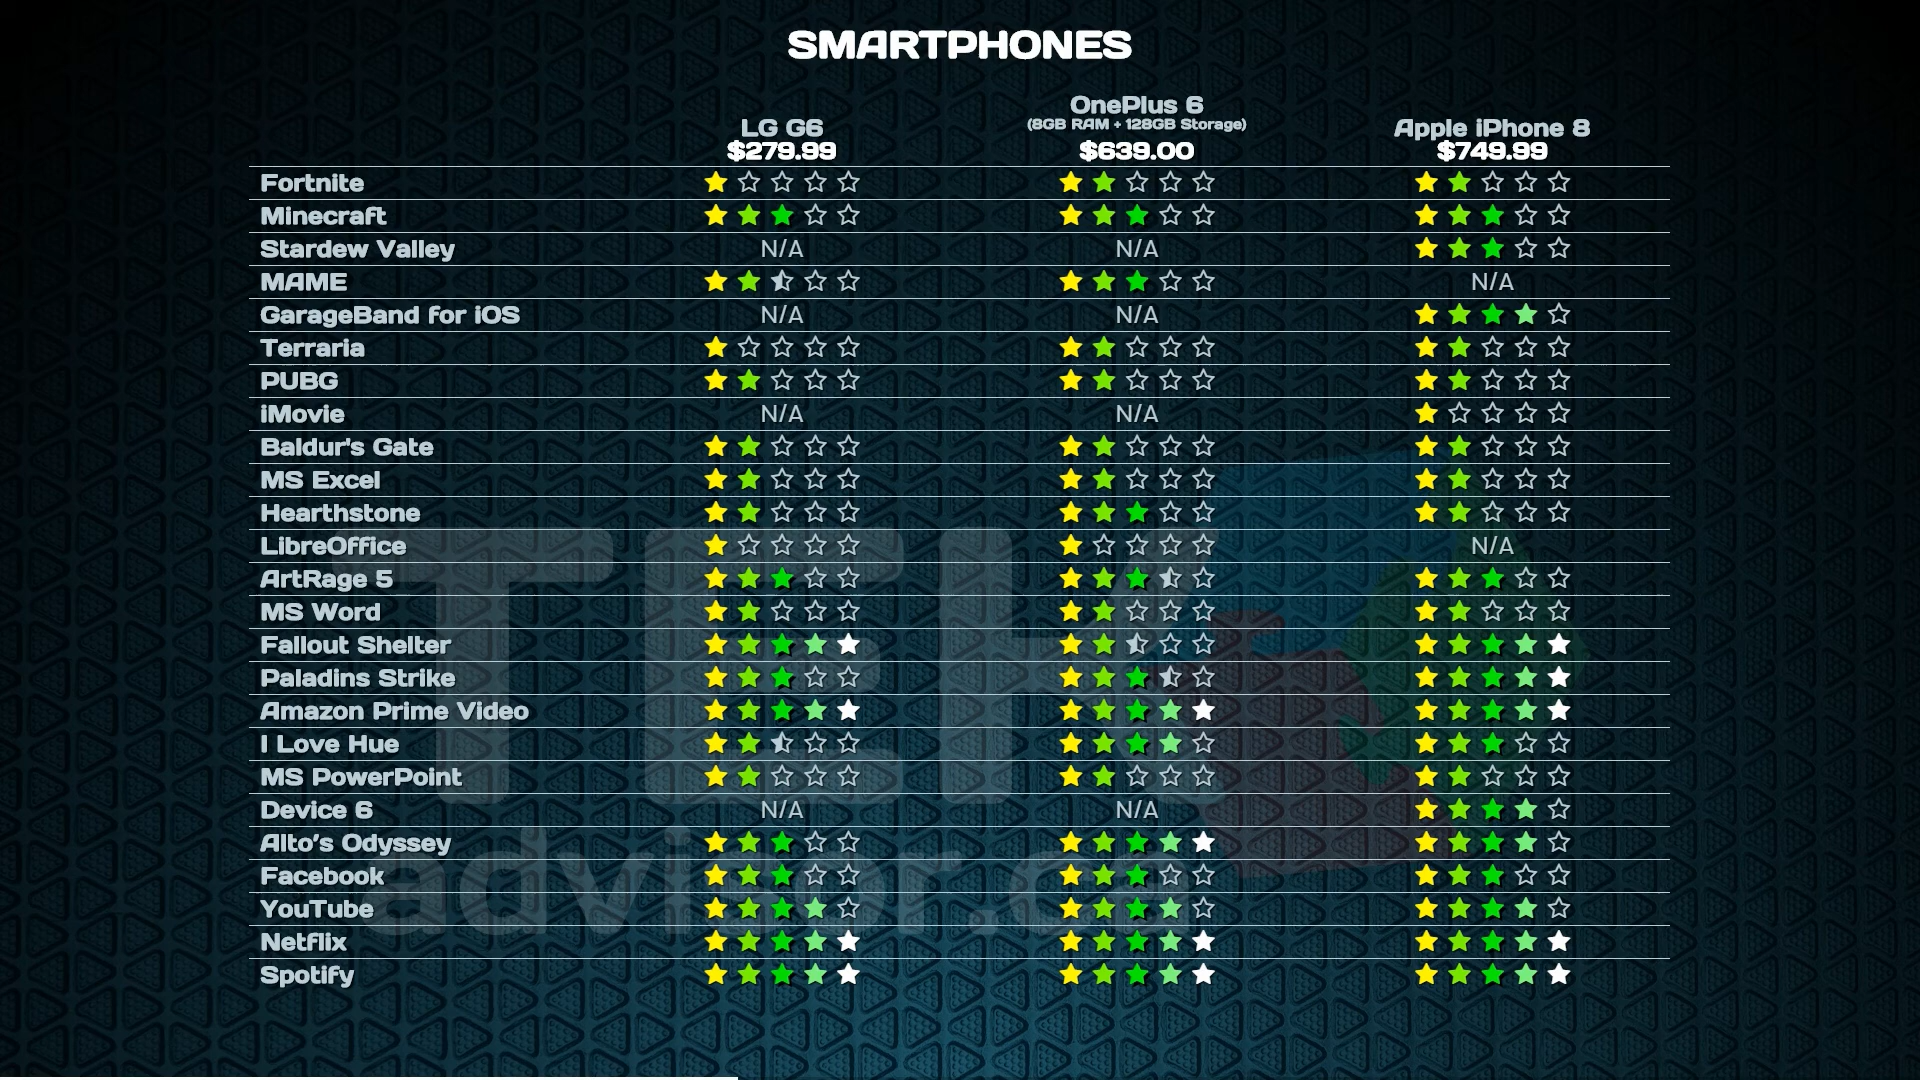 SMARTPHONES
LG G6
$279.99
OnePlus 6
(8GB RAM + 128GB Storage)
$639.00
Apple iPhone 8
$749.99
Fortnite
Minecraft
Stardew Valley N/A N/A
MAME N/A
GarageBand for iOS N/A N/A
Terraria
PUBG
iMovie N/A N/A
Baldur's Gate
MS Excel
Hearthstone
LibreOffice N/A
ArtRage 5
MS Word
Fallout Shelter
Paladins Strike
Amazon Prime Video
I Love Hue
MS PowerPoint
Device 6 N/A N/A
Alto’s Odyssey
Facebook
YouTube
Netflix
Spotify
TEK
advisor.ca